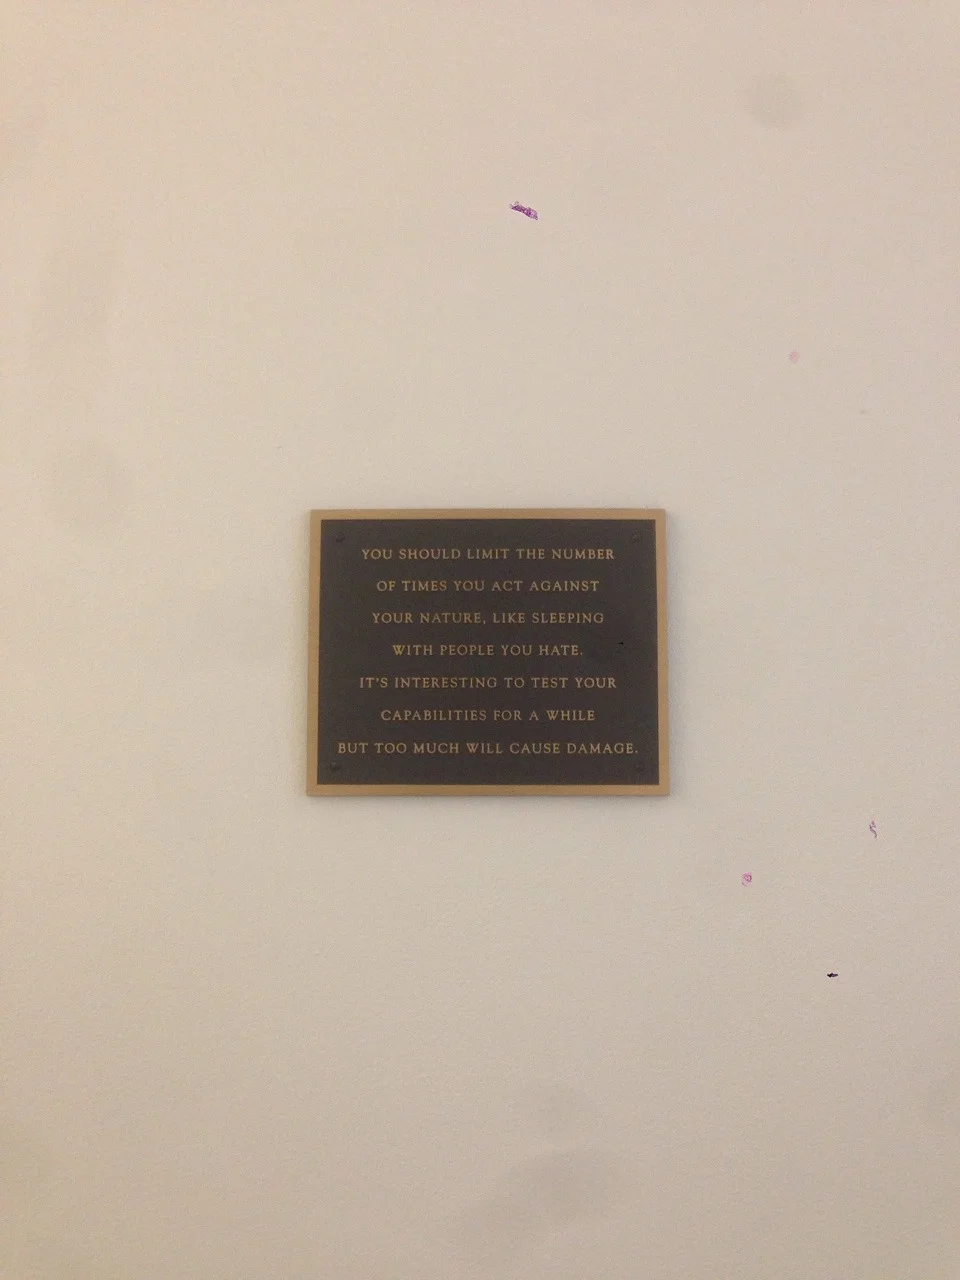 YOU SHOULD LIMIT THE NUMBER
OF TIMES YOU ACT AGAINST
YOUR NATURE, LIKE SLEEPING
WITH PEOPLE YOU HATE.
IT'S INTERESTING TO TEST YOUR
CAPABILITIES FOR A WHILE
BUT TOO MUCH WILL CAUSE DAMAGE.